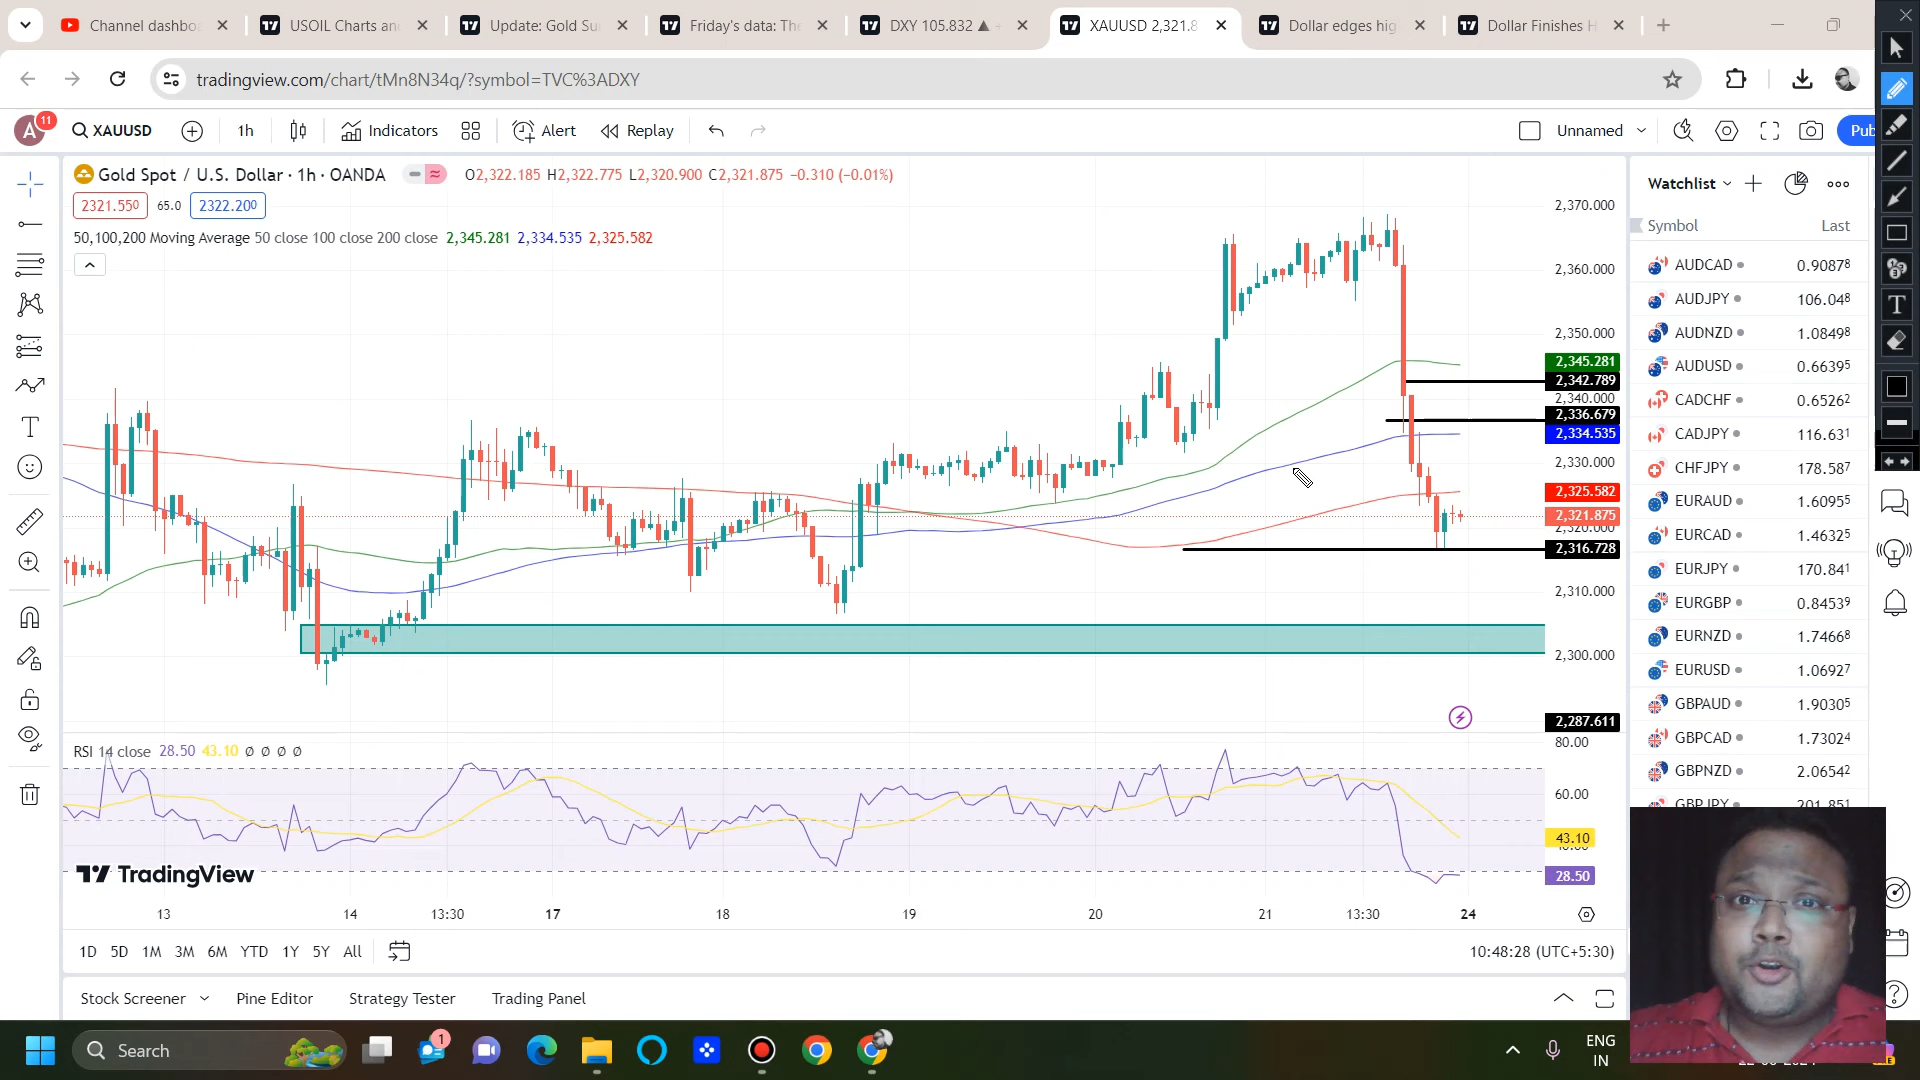 Channel dashbo
USOIL Charts an
Update: Gold Su
Friday's data: Th
DXY 105.832 ▲
XAUUSD 2,321.8
Dollar edges hig
Dollar Finishes H
tradingview.com/chart/tMn8N34q/?symbol=TVC%3ADXY
A 11
XAUUSD
1h
Indicators
Alert
Replay
Unnamed
Pub
Gold Spot / U.S. Dollar · 1h · OANDA
O2,322.185 H2,322.775 L2,320.900 C2,321.875 −0.310 (−0.01%)
2321.550
65.0
2322.200
50,100,200 Moving Average 50 close 100 close 200 close 2,345.281 2,334.535 2,325.582
2,370.000
2,360.000
2,350.000
2,345.281
2,342.789
2,340.000
2,336.679
2,334.535
2,330.000
2,325.582
2,321.875
2,320.000
2,316.728
2,310.000
2,300.000
2,287.611
RSI 14 close 28.50 43.10 ∅ ∅ ∅ ∅
80.00
60.00
43.10
40.00
28.50
TradingView
13
14
13:30
17
18
19
20
21
13:30
24
1D
5D
1M
3M
6M
YTD
1Y
5Y
All
10:48:28 (UTC+5:30)
Stock Screener
Pine Editor
Strategy Tester
Trading Panel
Watchlist
Symbol
Last
AUDCAD 0.90878
AUDJPY 106.048
AUDNZD 1.08498
AUDUSD 0.66395
CADCHF 0.65262
CADJPY 116.631
CHFJPY 178.587
EURAUD 1.60955
EURCAD 1.46325
EURJPY 170.841
EURGBP 0.84539
EURNZD 1.74668
EURUSD 1.06927
GBPAUD 1.90305
GBPCAD 1.73024
GBPNZD 2.06542
GBPJPY 201.851
T
Search
1
ENG
IN